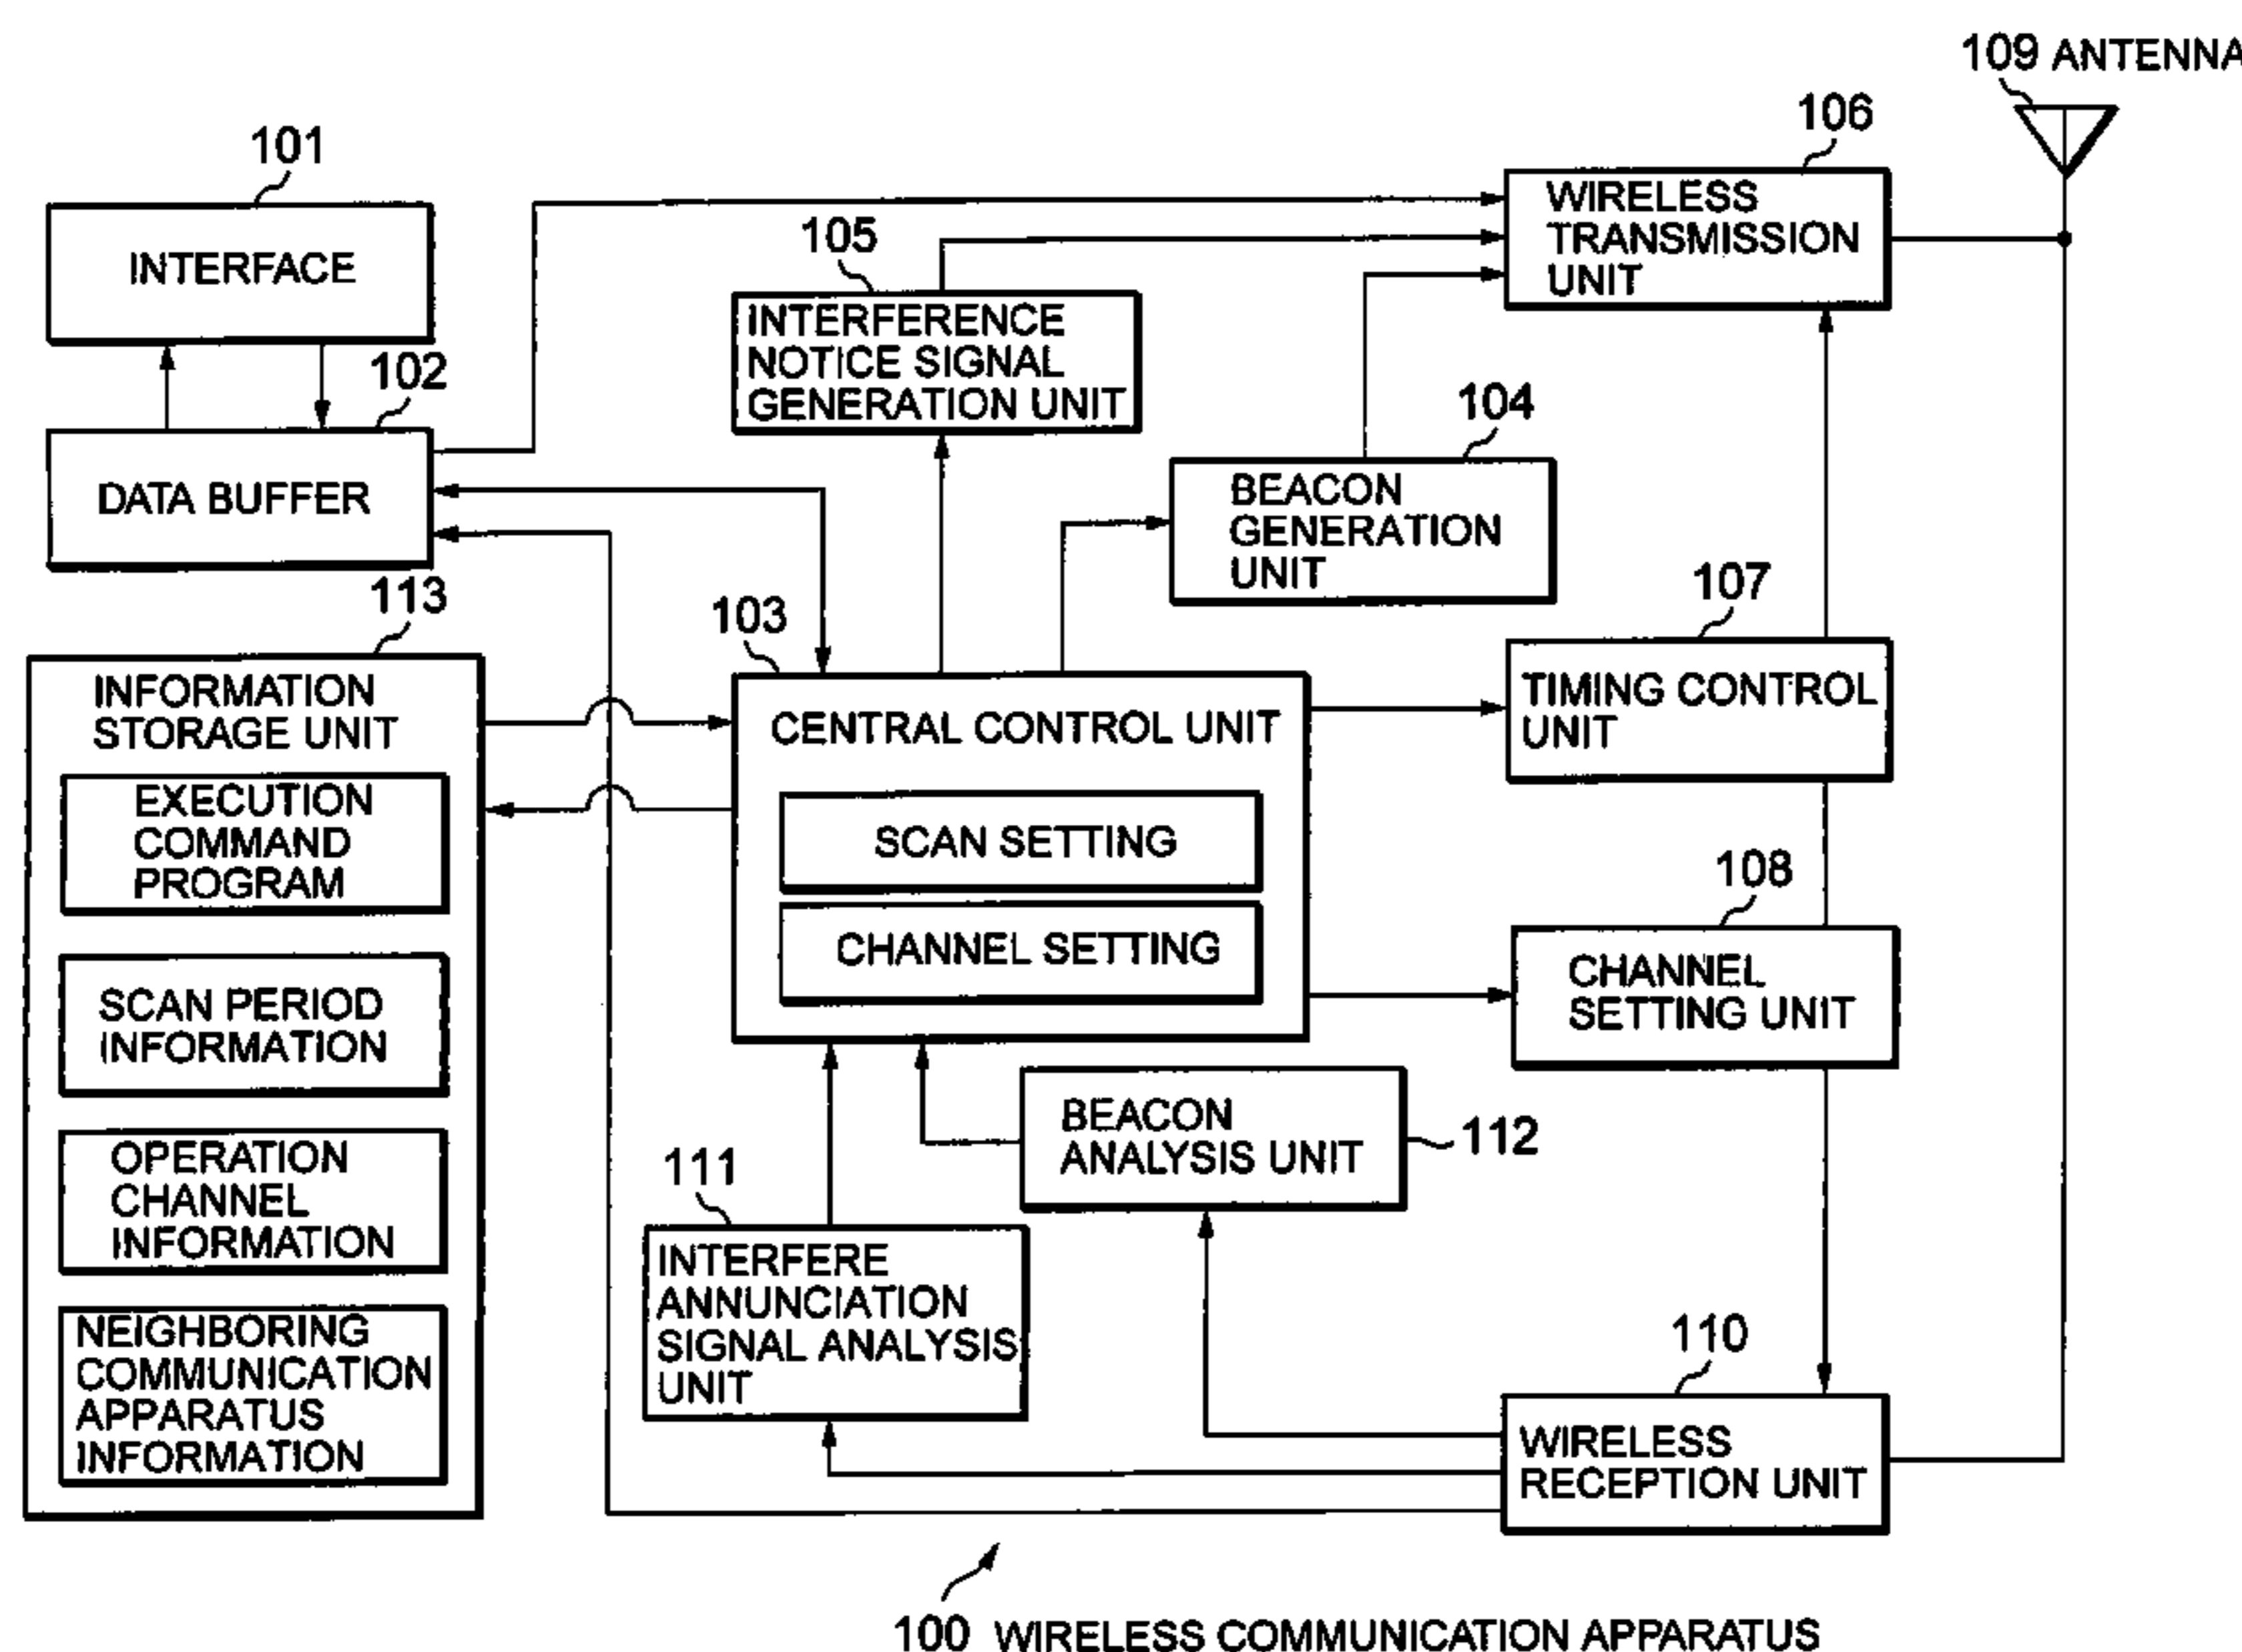 109 ANTENNA
106
101
WIRELESS
TRANSMISSION
UNIT
105
INTERFACE
INTERFERENCE
NOTICE SIGNAL
GENERATION UNIT
102
104
DATA BUFFER
BEACON
GENERATION
UNIT
113
103
107
INFORMATION
STORAGE UNIT
CENTRAL CONTROL UNIT
TIMING CONTROL
UNIT
EXECUTION
COMMAND
PROGRAM
SCAN SETTING
108
CHANNEL SETTING
CHANNEL
SETTING UNIT
SCAN PERIOD
INFORMATION
BEACON
ANALYSIS UNIT
112
111
OPERATION
CHANNEL
INFORMATION
INTERFERE
ANNUNCIATION
SIGNAL ANALYSIS
UNIT
110
NEIGHBORING
COMMUNICATION
APPARATUS
INFORMATION
WIRELESS
RECEPTION UNIT
100 WIRELESS COMMUNICATION APPARATUS